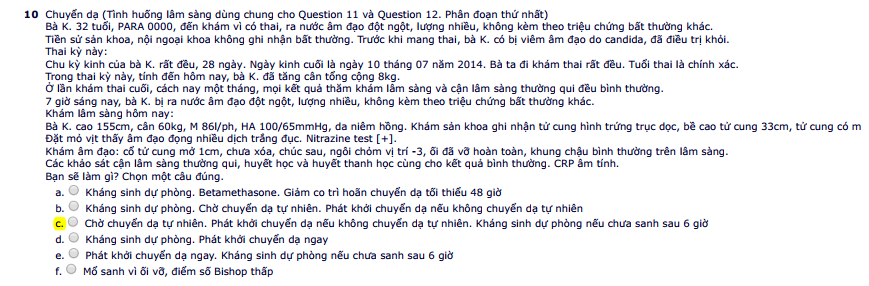 10 Chuyển dạ (Tình huống lâm sàng dùng chung cho Question 11 và Question 12. Phân đoạn thứ nhất)
Bà K. 32 tuổi, PARA 0000, đến khám vì có thai, ra nước âm đạo đột ngột, lượng nhiều, không kèm theo triệu chứng bất thường khác.
Tiền sử sản khoa, nội ngoại khoa không ghi nhận bất thường. Trước khi mang thai, bà K. có bị viêm âm đạo do candida, đã điều trị khỏi.
Thai kỳ này:
Chu kỳ kinh của bà K. rất đều, 28 ngày. Ngày kinh cuối là ngày 10 tháng 07 năm 2014. Bà ta đi khám thai rất đều. Tuổi thai là chính xác.
Trong thai kỳ này, tính đến hôm nay, bà K. đã tăng cân tổng cộng 8kg.
Ở lần khám thai cuối, cách nay một tháng, mọi kết quả thăm khám lâm sàng và cận lâm sàng thường qui đều bình thường.
7 giờ sáng nay, bà K. bị ra nước âm đạo đột ngột, lượng nhiều, không kèm theo triệu chứng bất thường khác.
Khám lâm sàng hôm nay:
Bà K. cao 155cm, cân 60kg, M 86l/ph, HA 100/65mmHg, da niêm hồng. Khám sản khoa ghi nhận tử cung hình trứng trục dọc, bề cao tử cung 33cm, tử cung có m
Đặt mỏ vịt thấy âm đạo đọng nhiều dịch trắng đục. Nitrazine test [+].
Khám âm đạo: cổ tử cung mở 1cm, chưa xóa, chúc sau, ngôi chỏm vị trí -3, ối đã vỡ hoàn toàn, khung chậu bình thường trên lâm sàng.
Các khảo sát cận lâm sàng thường qui, huyết học và huyết thanh học cùng cho kết quả bình thường. CRP âm tính.
Bạn sẽ làm gì? Chọn một câu đúng.
a. Kháng sinh dự phòng. Betamethasone. Giảm co trì hoãn chuyển dạ tối thiểu 48 giờ
b. Kháng sinh dự phòng. Chờ chuyển dạ tự nhiên. Phát khởi chuyển dạ nếu không chuyển dạ tự nhiên
c. Chờ chuyển dạ tự nhiên. Phát khởi chuyển dạ nếu không chuyển dạ tự nhiên. Kháng sinh dự phòng nếu chưa sanh sau 6 giờ
d. Kháng sinh dự phòng. Phát khởi chuyển dạ ngay
e. Phát khởi chuyển dạ ngay. Kháng sinh dự phòng nếu chưa sanh sau 6 giờ
f. Mổ sanh vì ối vỡ, điểm số Bishop thấp